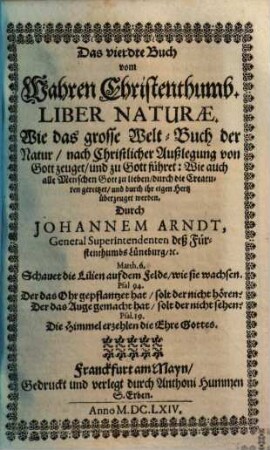 Das vierdte Buch
vom
Wahren Christenthumb.
LIBER NATURÆ.
Wie das grosse Welt-Buch der
Natur / nach Christlicher Außlegung von
Gott zeuget / und zu Gott führet: Wie auch
alle Menschen Gott zu lieben / durch die Creatu-
ren gereitzet / und durch ihr eigen Hertz
überzeuget werden.
Durch
JOHANNEM ARNDT,
General Superintendenten deß Für-
stenthumbs Lüneburg / ꝛc.
Matth. 6.
Schauet die Lilien auf dem Felde / wie sie wachsen.
Psal 94.
Der das Ohr gepflantzt hat / solt der nicht hören /
Der das Auge gemacht hat / solt der nicht sehen /
Psal. 19.
Die Himmel erzehlen die Ehre Gottes.
Franckfurt am Mayn /
Gedruckt und verlegt durch Anthoni Hummen
S. Erben.
Anno M.DC.LXIV.